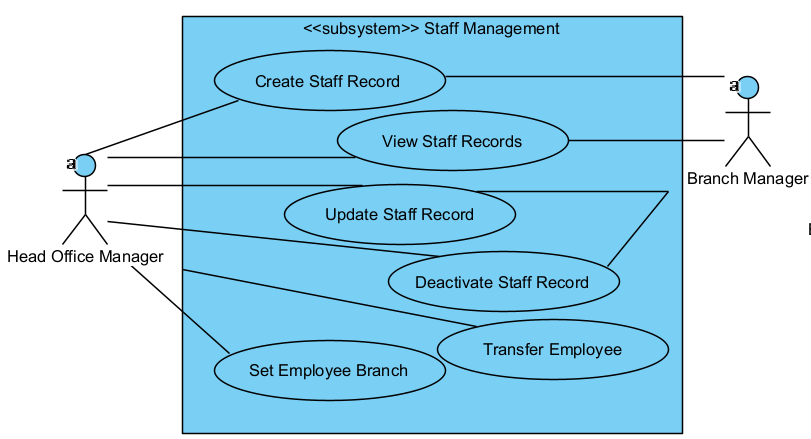 <<subsystem>> Staff Management
Create Staff Record
a
View Staff Records
a
Branch Manager
Update Staff Record
Head Office Manager
Deactivate Staff Record
Transfer Employee
Set Employee Branch